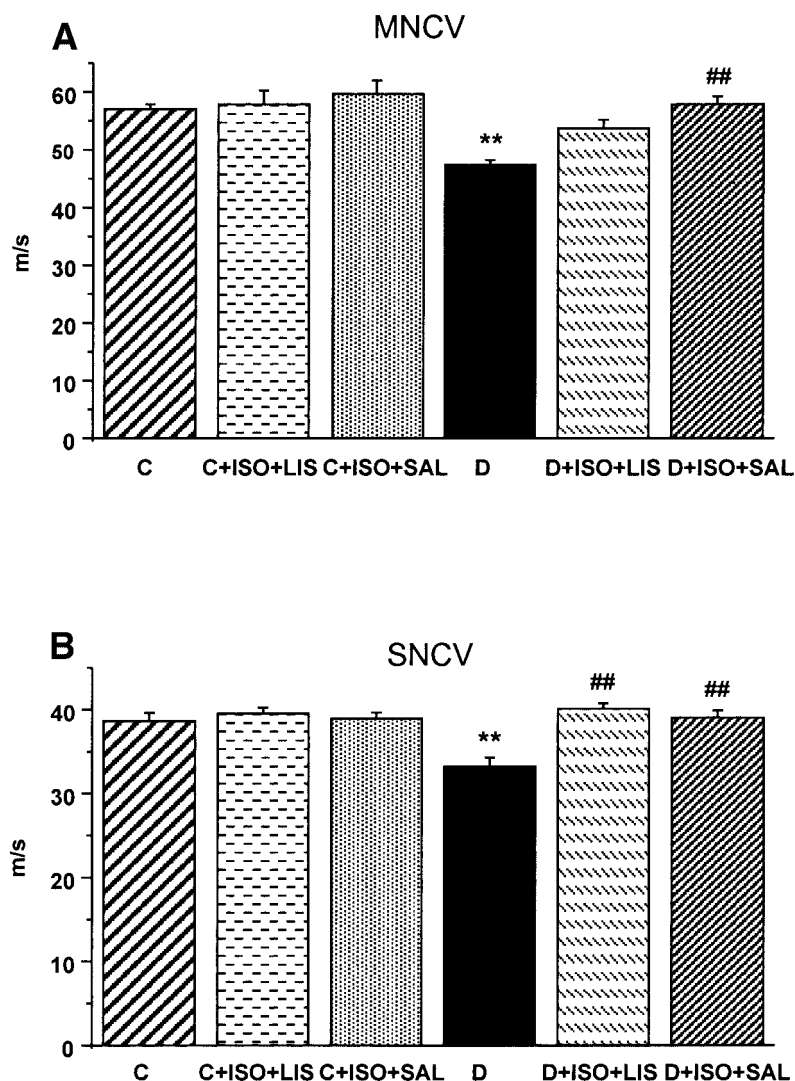 A
MNCV
##
60
**
50
40
m/s
30
20
10
0
C C+ISO+LIS C+ISO+SAL D D+ISO+LIS D+ISO+SAL
B
SNCV
## ##
40
**
30
m/s
20
10
0
C C+ISO+LIS C+ISO+SAL D D+ISO+LIS D+ISO+SAL